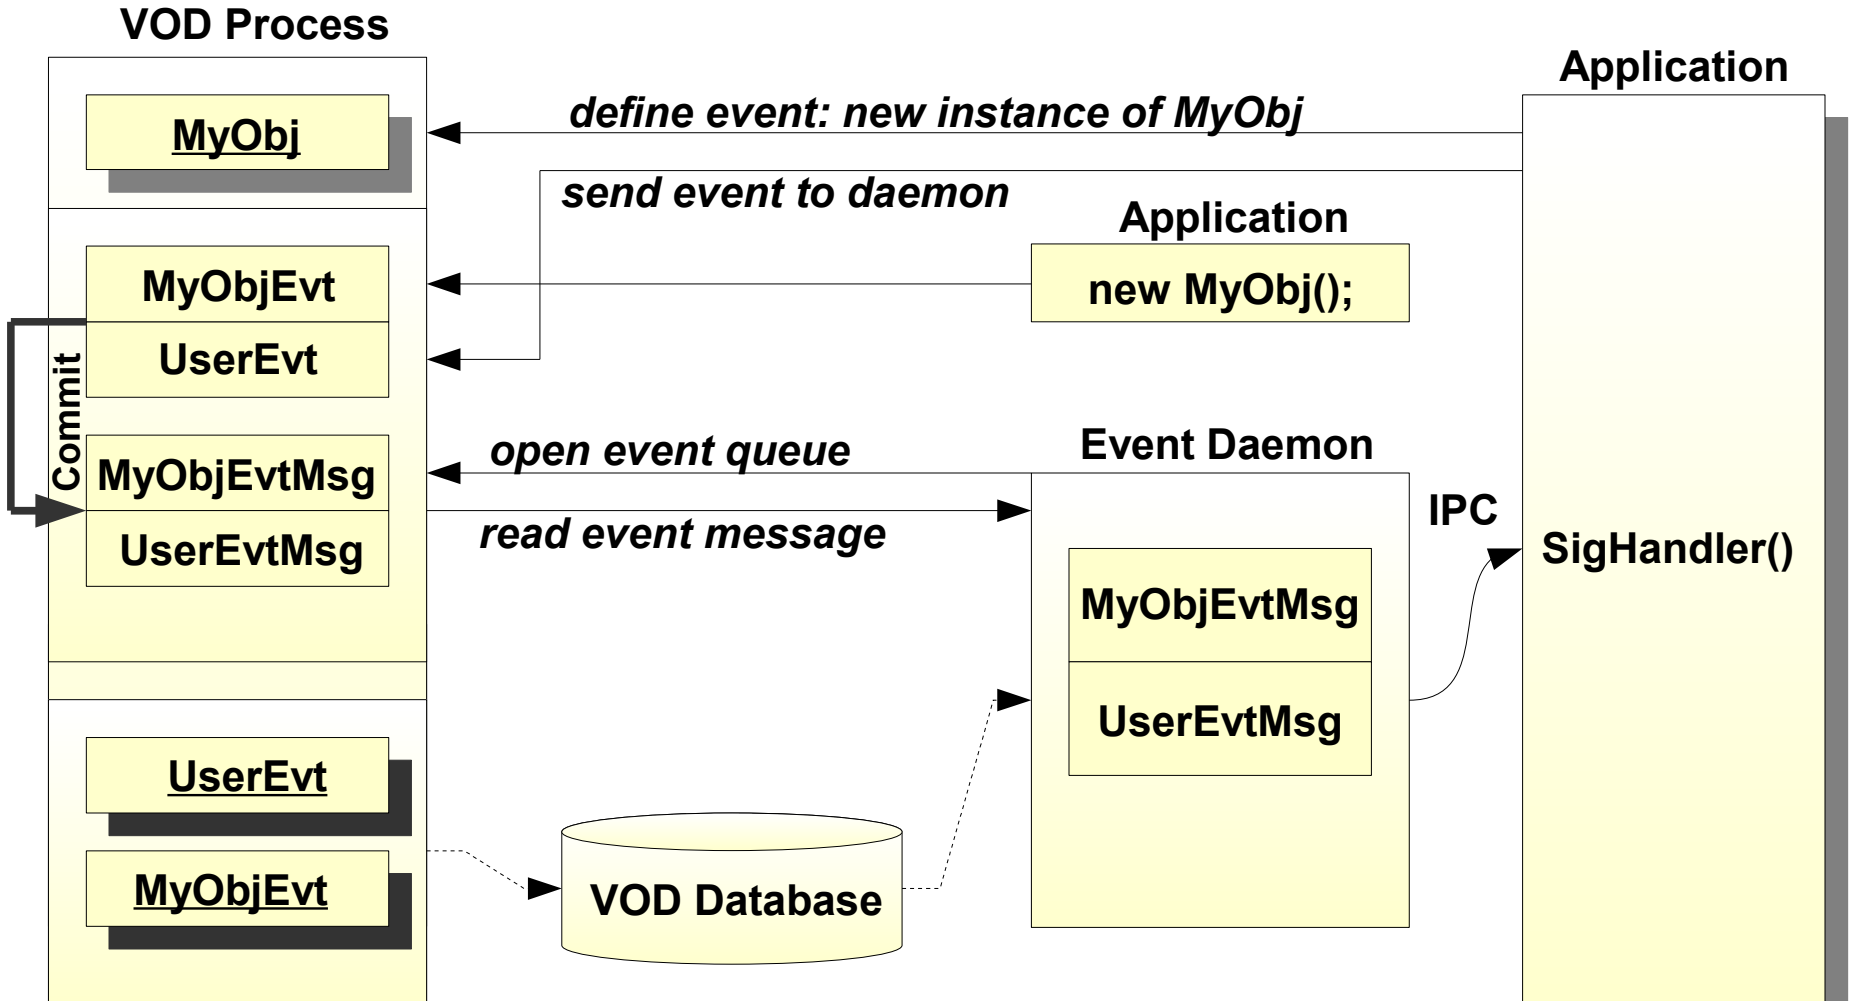 VOD Process
Application
MyObj
define event: new instance of MyObj
send event to daemon
Application
MyObjEvt
new MyObj();
UserEvt
Commit
open event queue
Event Daemon
MyObjEvtMsg
IPC
read event message
UserEvtMsg
SigHandler()
MyObjEvtMsg
UserEvtMsg
UserEvt
MyObjEvt
VOD Database